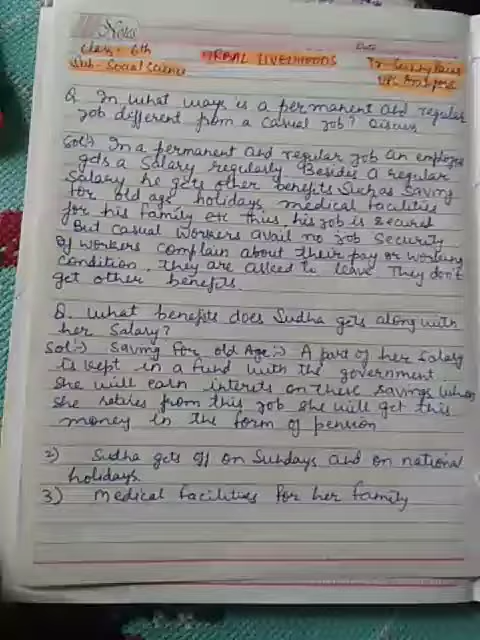 Notes
Class - 6th
URBAL LIVELIHOODS
Date
Sub - Social Science
Q. In what ways is a permanent and regular
job different from a casual job? Discuss
Sol:) In a permanent and regular job an employee
gets a salary regularly Besides a regular
salary he gets other benefits such as saving
for old age holidays medical facilities
for his family etc thus his job is secured
But casual workers avail no job security
If workers complain about their pay or working
condition. they are asked to leave. They don't
get other benefits
Q. What benefits does Sudha gets along with
her salary?
Sol:) Saving for old Age:) A part of her salary
is kept in a fund with the government.
She will earn interits on these savings when
she retires from this job she will get this
money in the form of pension
2) Sudha gets off on Sundays and on national
holidays.
3) Medical facilities for her family